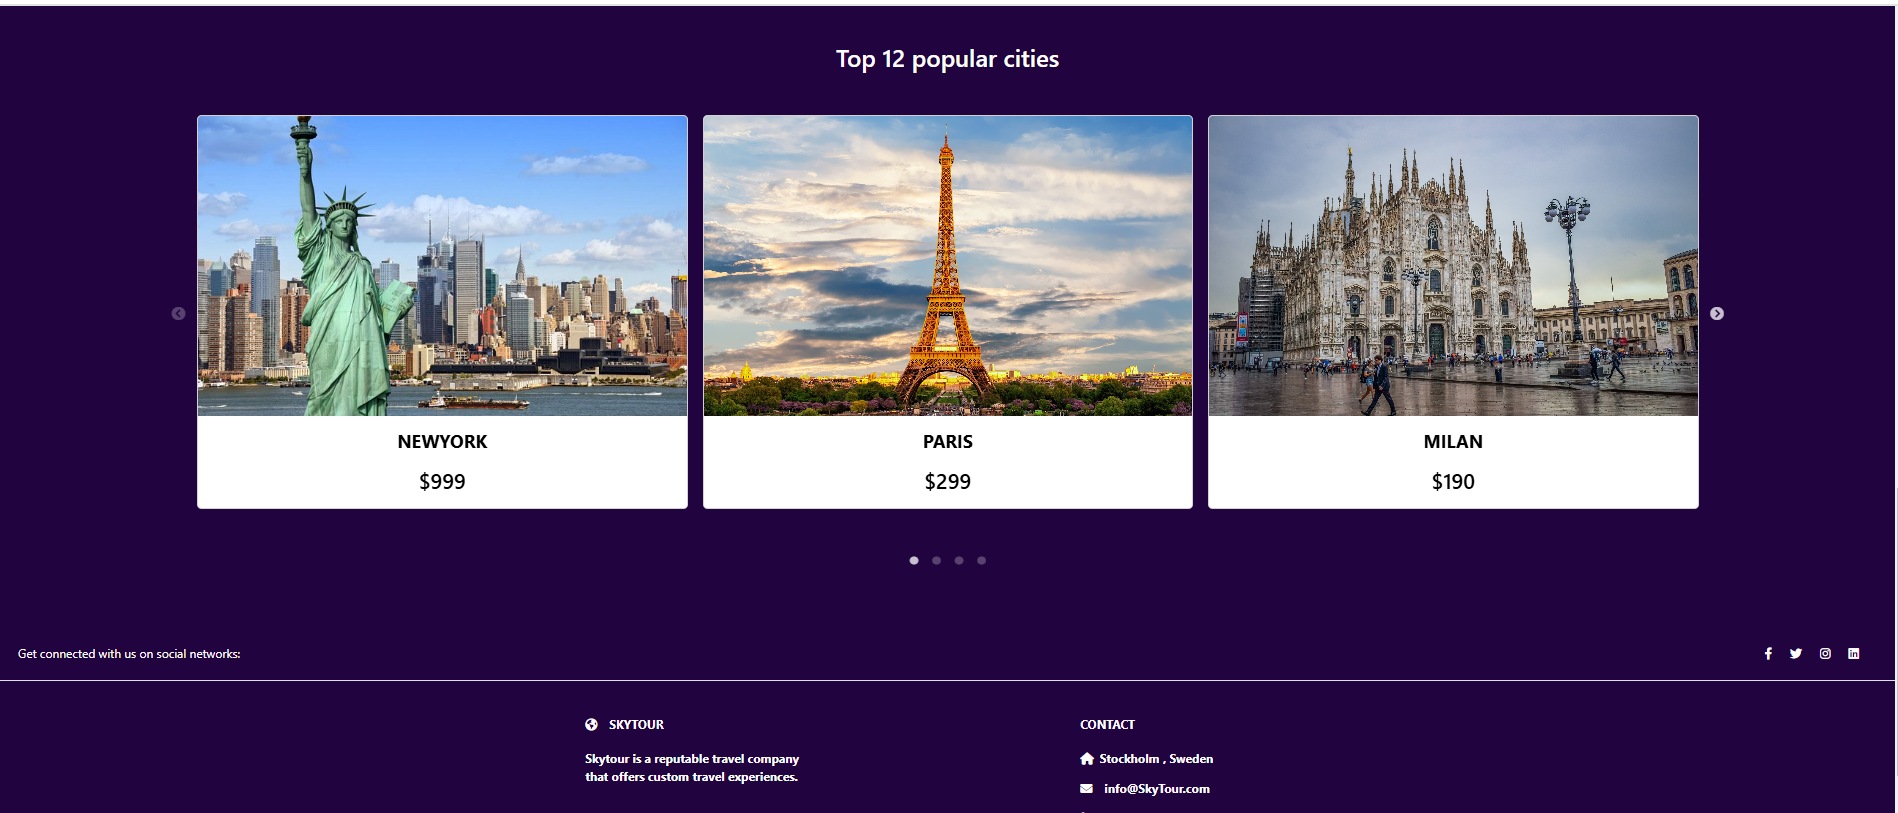 Top 12 popular cities
NEWYORK
$999
PARIS
$299
MILAN
$190
Get connected with us on social networks:
SKYTOUR
Skytour is a reputable travel company
that offers custom travel experiences.
CONTACT
Stockholm , Sweden
info@SkyTour.com